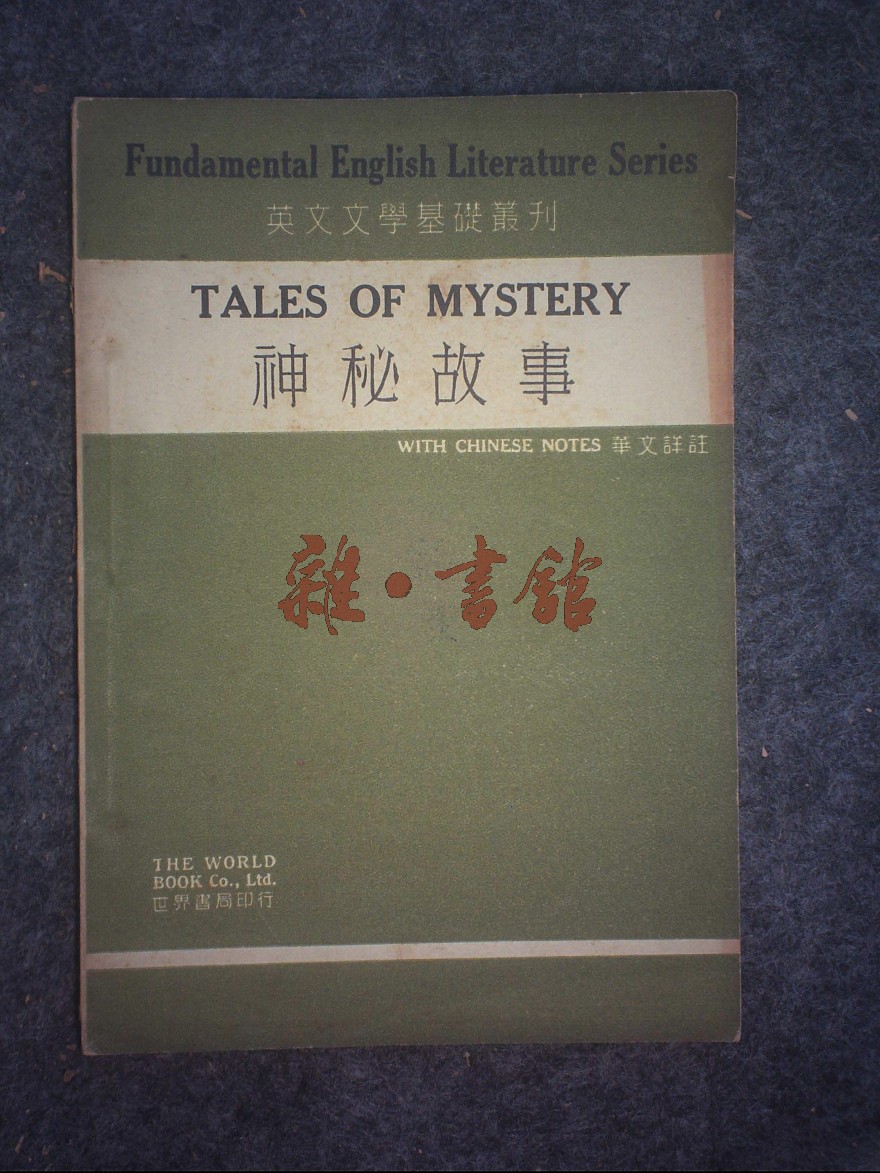 Fundamental English Literature Series
英文文學基礎叢刊
TALES OF MYSTERY
神秘故事
WITH CHINESE NOTES 華文詳註
雜·書館
THE WORLD
BOOK Co., Ltd.
世界書局印行